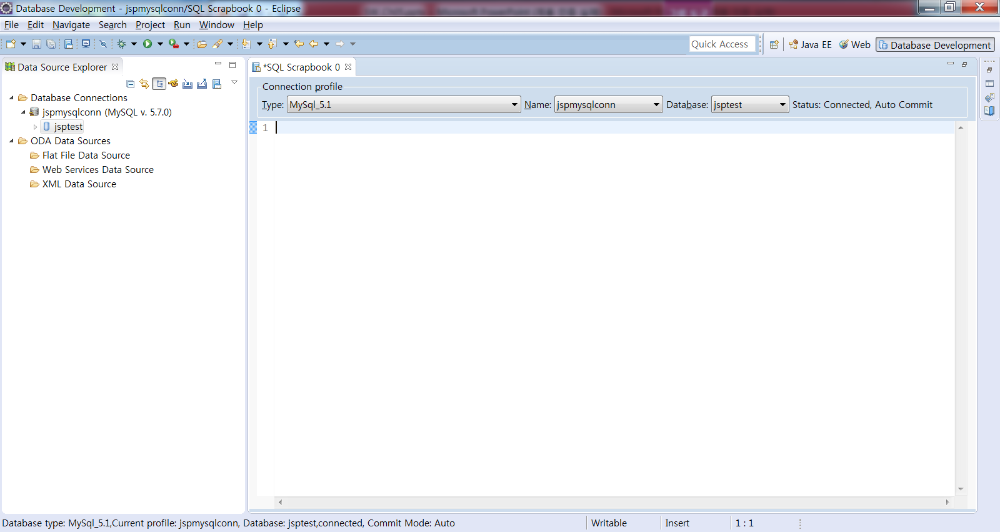 Database Development - jspmysqlconn/SQL Scrapbook 0 - Eclipse
File Edit Navigate Search Project Run Window Help
Quick Access Java EE Web Database Development
Data Source Explorer
*SQL Scrapbook 0
Connection profile
Type: MySql_5.1 Name: jspmysqlconn Database: jsptest Status: Connected, Auto Commit
Database Connections
jspmysqlconn (MySQL v. 5.7.0)
jsptest
ODA Data Sources
Flat File Data Source
Web Services Data Source
XML Data Source
1
Database type: MySql_5.1,Current profile: jspmysqlconn, Database: jsptest,connected, Commit Mode: Auto Writable Insert 1 : 1